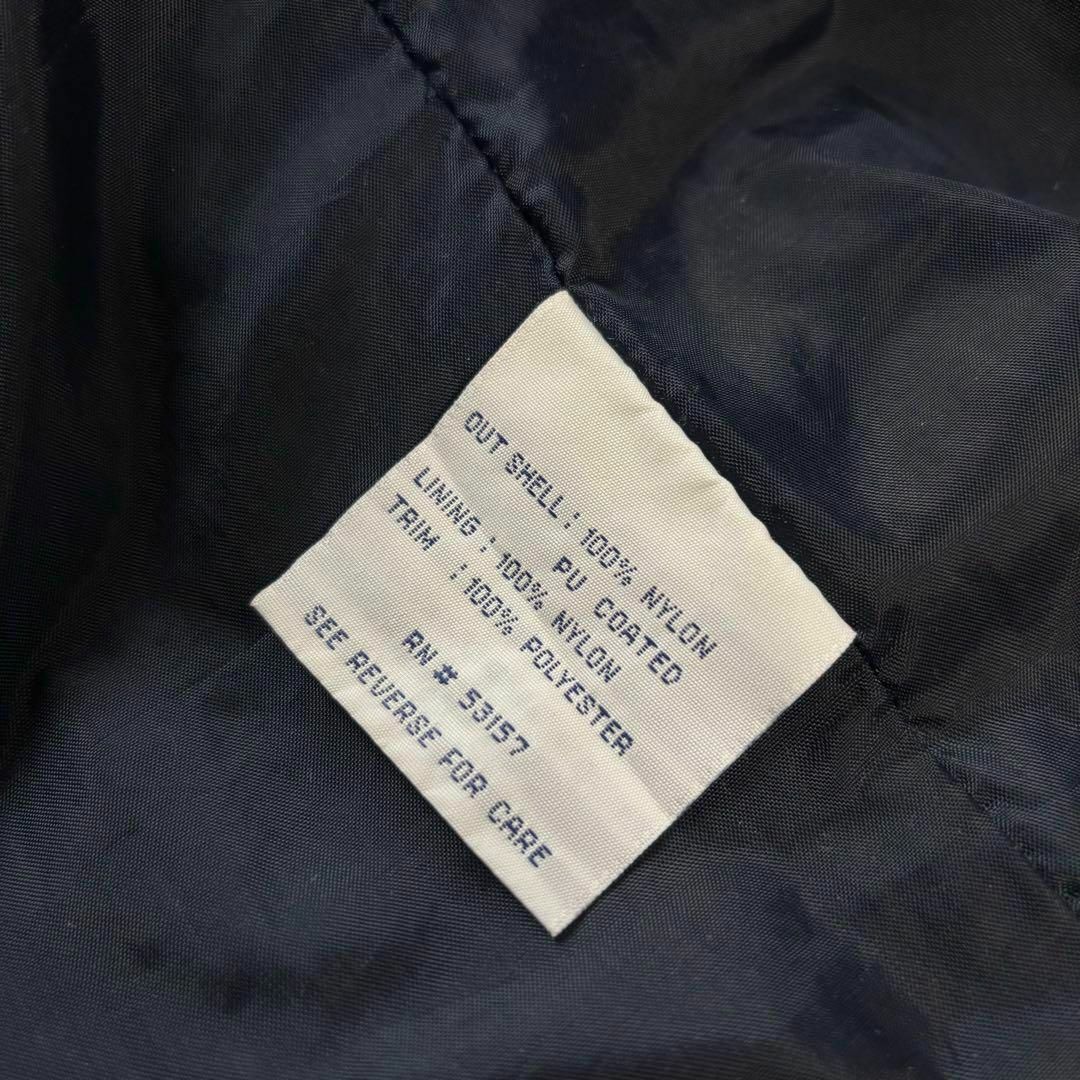 OUT SHELL: 100% NYLON
PU COATED
LINING : 100% NYLON
TRIM : 100% POLYESTER
RN# 53157
SEE REVERSE FOR CARE